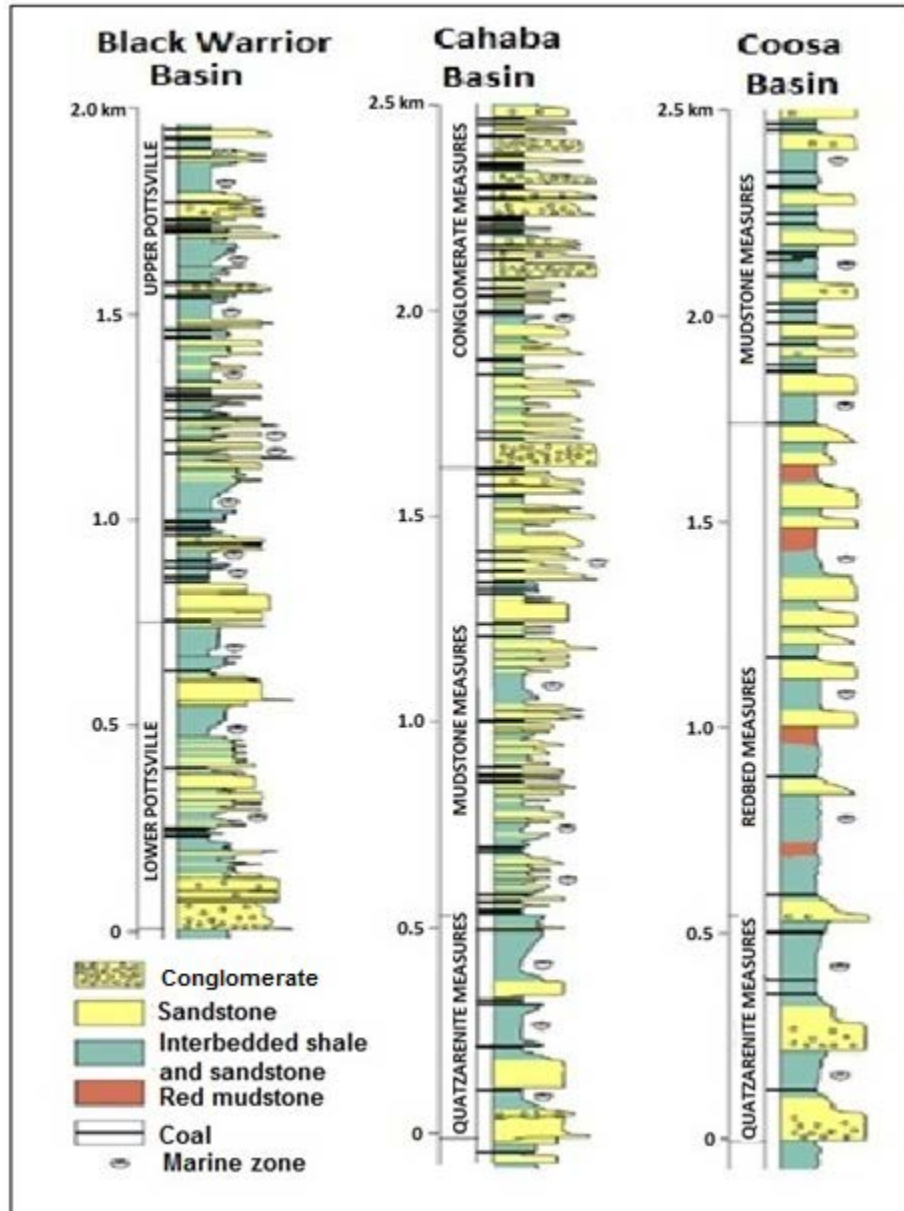 Black Warrior
Basin
Cahaba
Basin
Coosa
Basin
2.0 km
1.5
1.0
0.5
0
UPPER POTTSVILLE
LOWER POTTSVILLE
2.5 km
2.0
1.5
1.0
0.5
0
CONGLOMERATE MEASURES
MUDSTONE MEASURES
QUATZARENITE MEASURES
2.5 km
2.0
1.5
1.0
0.5
0
MUDSTONE MEASURES
REDBED MEASURES
QUATZARENITE MEASURES
Conglomerate
Sandstone
Interbedded shale
and sandstone
Red mudstone
Coal
Marine zone